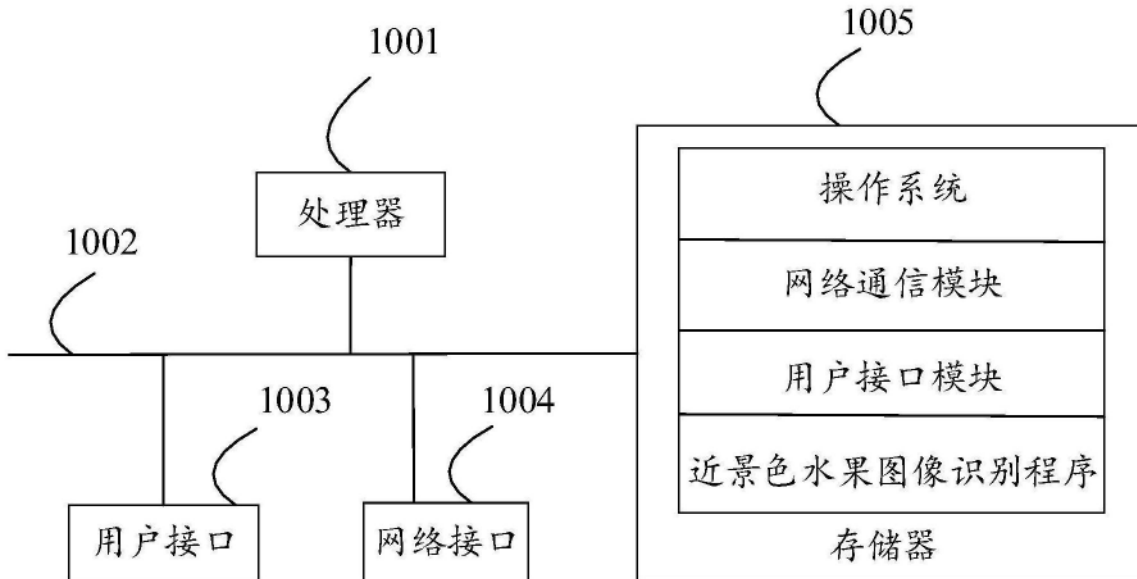 1001
1005
操作系统
处理器
1002
网络通信模块
用户接口模块
1003
1004
近景色水果图像识别程序
用户接口
网络接口
存储器